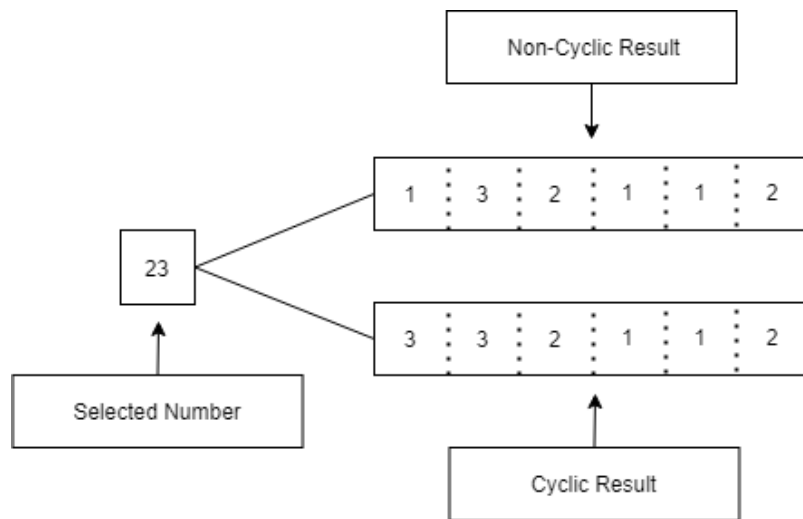 Non-Cyclic Result
1 3 2 1 1 2
23
3 3 2 1 1 2
Selected Number
Cyclic Result